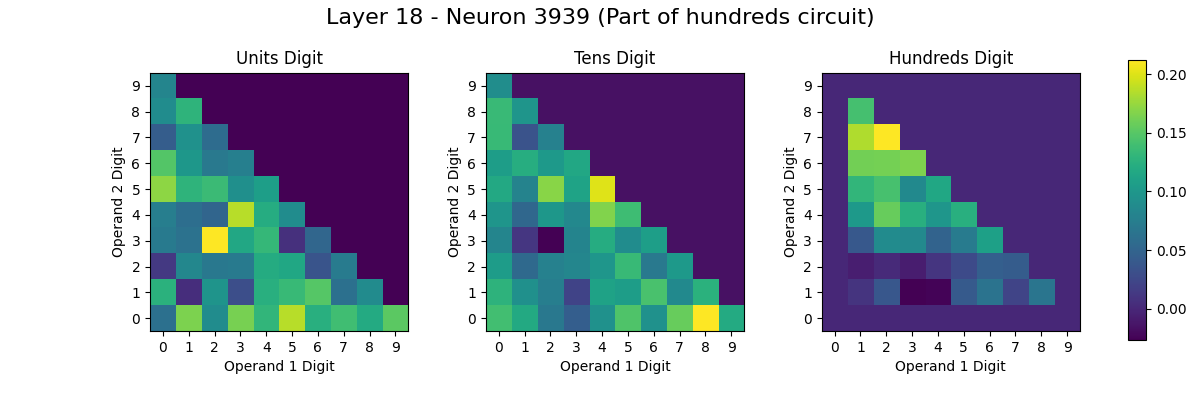 Layer 18 - Neuron 3939 (Part of hundreds circuit)
Units Digit
Operand 2 Digit
9
8
7
6
5
4
3
2
1
0
0 1 2 3 4 5 6 7 8 9
Operand 1 Digit
Tens Digit
Operand 2 Digit
9
8
7
6
5
4
3
2
1
0
0 1 2 3 4 5 6 7 8 9
Operand 1 Digit
Hundreds Digit
Operand 2 Digit
9
8
7
6
5
4
3
2
1
0
0 1 2 3 4 5 6 7 8 9
Operand 1 Digit
0.20
0.15
0.10
0.05
0.00